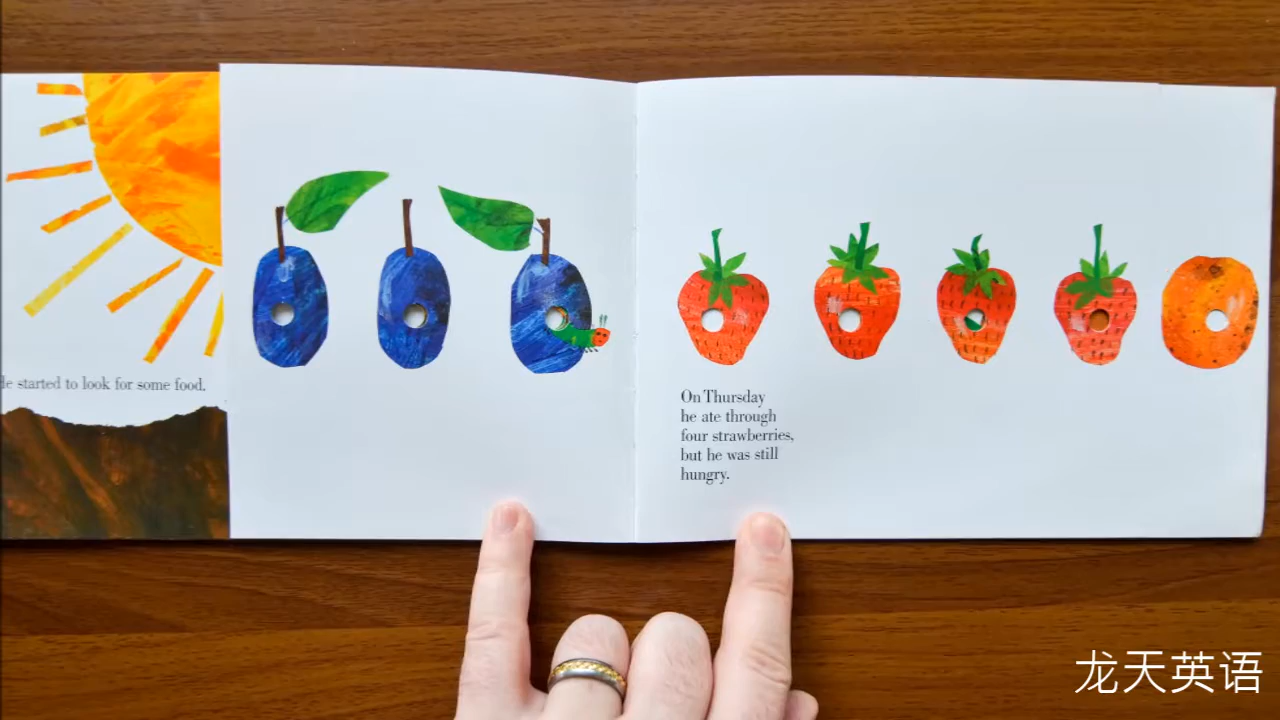 He started to look for some food.
On Thursday
he ate through
four strawberries,
but he was still
hungry.
龙天英语